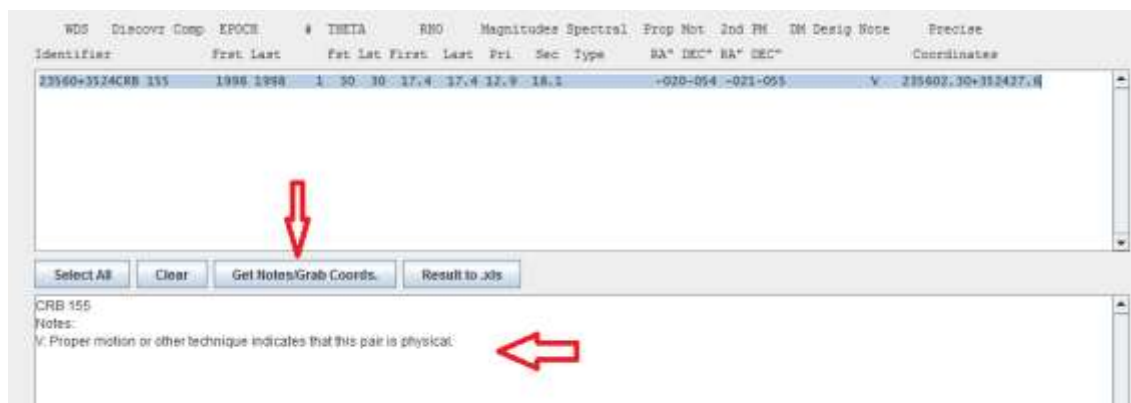 WDS Discovr Comp EPOCH # THETA RHO Magnitudes Spectral Prop Mot 2nd PM DM Desig Note Precise
Identifier Frst Last Fst Lst First Last Pri Sec Type RA" DEC" RA" DEC" Coordinates
23560+3524CRB 155 1998 1998 1 30 30 17.4 17.4 12.9 18.1 -020-054 -021-055 V 235602.30+352427.6
Select All Clear Get Notes/Grab Coords. Result to .xls
CRB 155
Notes:
V: Proper motion or other technique indicates that this pair is physical.